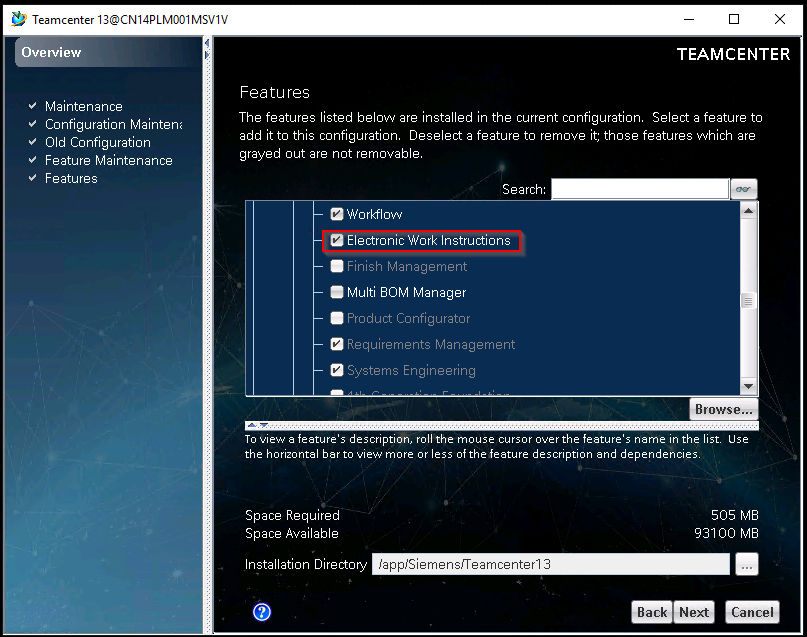 Teamcenter 13@CN14PLM001MSV1V
Overview
Maintenance
Configuration Maintena
Old Configuration
Feature Maintenance
Features
TEAMCENTER
Features
The features listed below are installed in the current configuration. Select a feature to
add it to this configuration. Deselect a feature to remove it; those features which are
grayed out are not removable.
Search:
Workflow
Electronic Work Instructions
Finish Management
Multi BOM Manager
Product Configurator
Requirements Management
Systems Engineering
4th Generation Foundation
Browse...
To view a feature's description, roll the mouse cursor over the feature's name in the list. Use
the horizontal bar to view more or less of the feature description and dependencies.
Space Required 505 MB
Space Available 93100 MB
Installation Directory /app/Siemens/Teamcenter13 ...
? Back Next Cancel